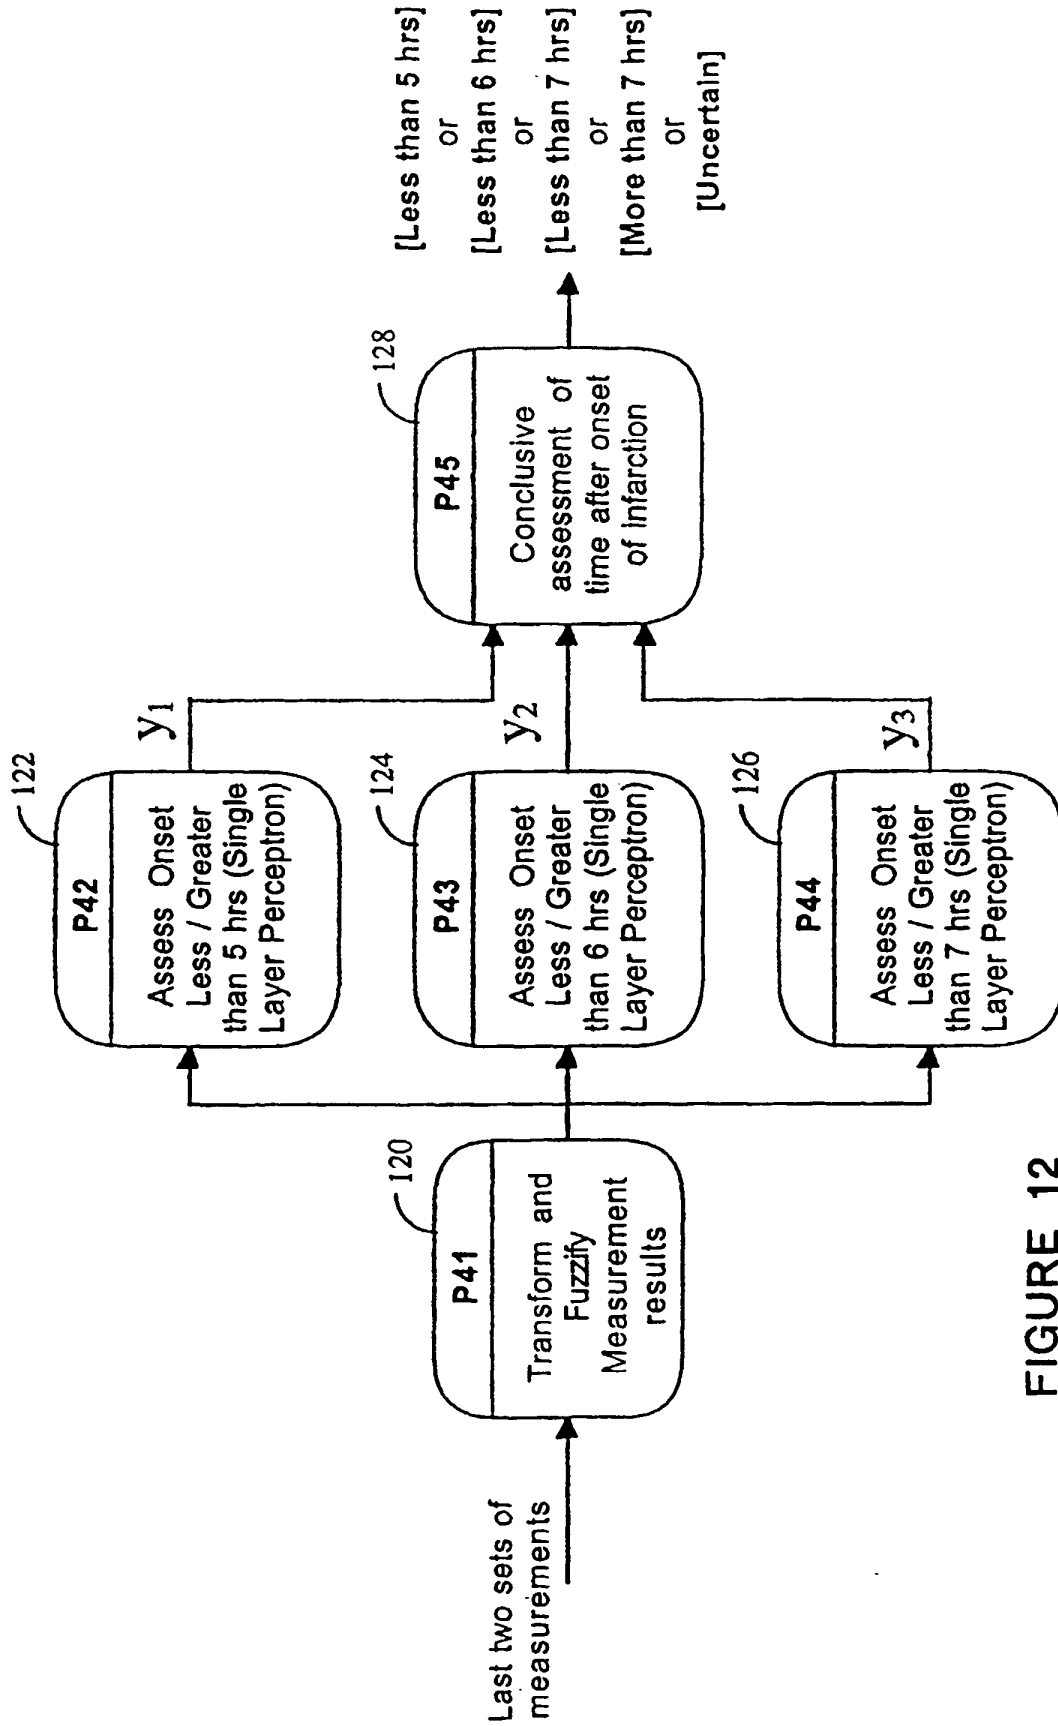 Last two sets of
measurements
120
P41
Transform and
Fuzzify
Measurement
results
122
P42
Assess Onset
Less / Greater
than 5 hrs (Single
Layer Perceptron)
y1
124
P43
Assess Onset
Less / Greater
than 6 hrs (Single
Layer Perceptron)
y2
126
P44
Assess Onset
Less / Greater
than 7 hrs (Single
Layer Perceptron)
y3
128
P45
Conclusive
assessment of
time after onset
of infarction
[Less than 5 hrs]
or
[Less than 6 hrs]
or
[Less than 7 hrs]
or
[More than 7 hrs]
or
[Uncertain]
FIGURE 12